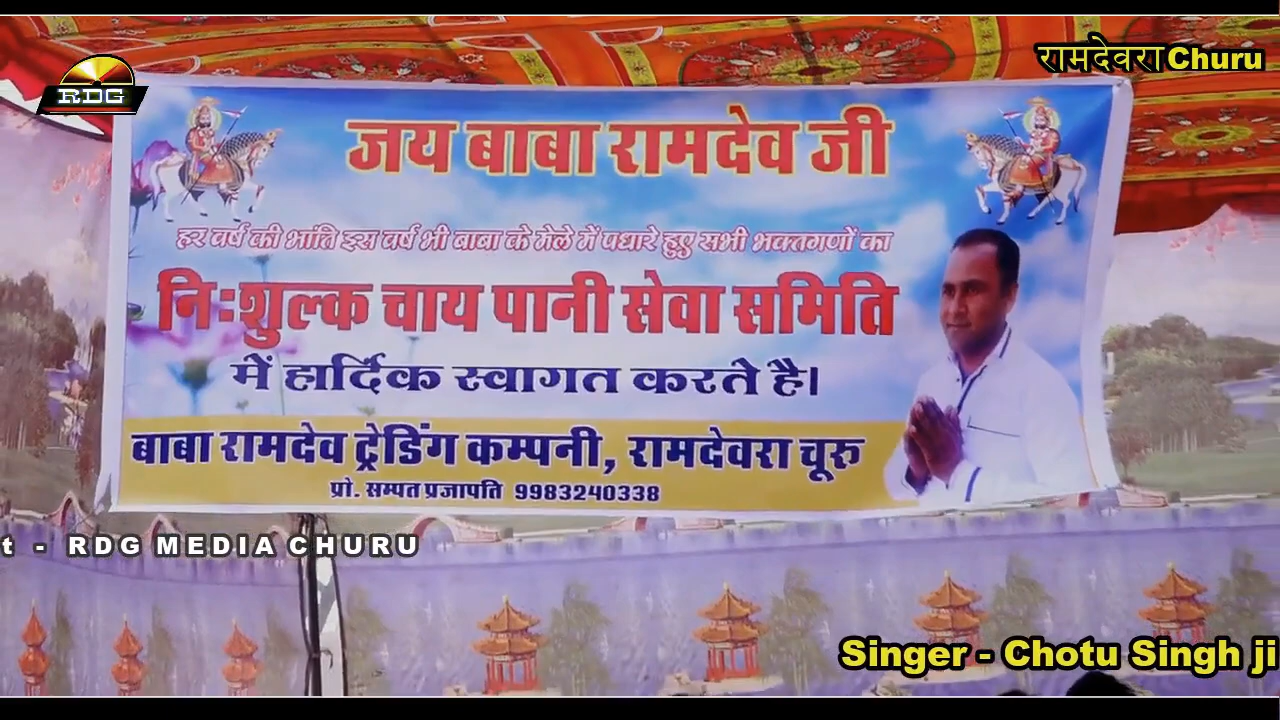 रामदेवरा Churu
RDG
जय बाबा रामदेव जी
हर वर्ष की भांति इस वर्ष भी बाबा के मेले में पधारे हुए सभी भक्तगणों का
निःशुल्क चाय पानी सेवा समिति
में हार्दिक स्वागत करते है।
बाबा रामदेव ट्रेडिंग कम्पनी, रामदेवरा चूरू
प्रो. सम्पत प्रजापति 9983240338
t - RDG MEDIA CHURU
Singer - Chotu Singh ji